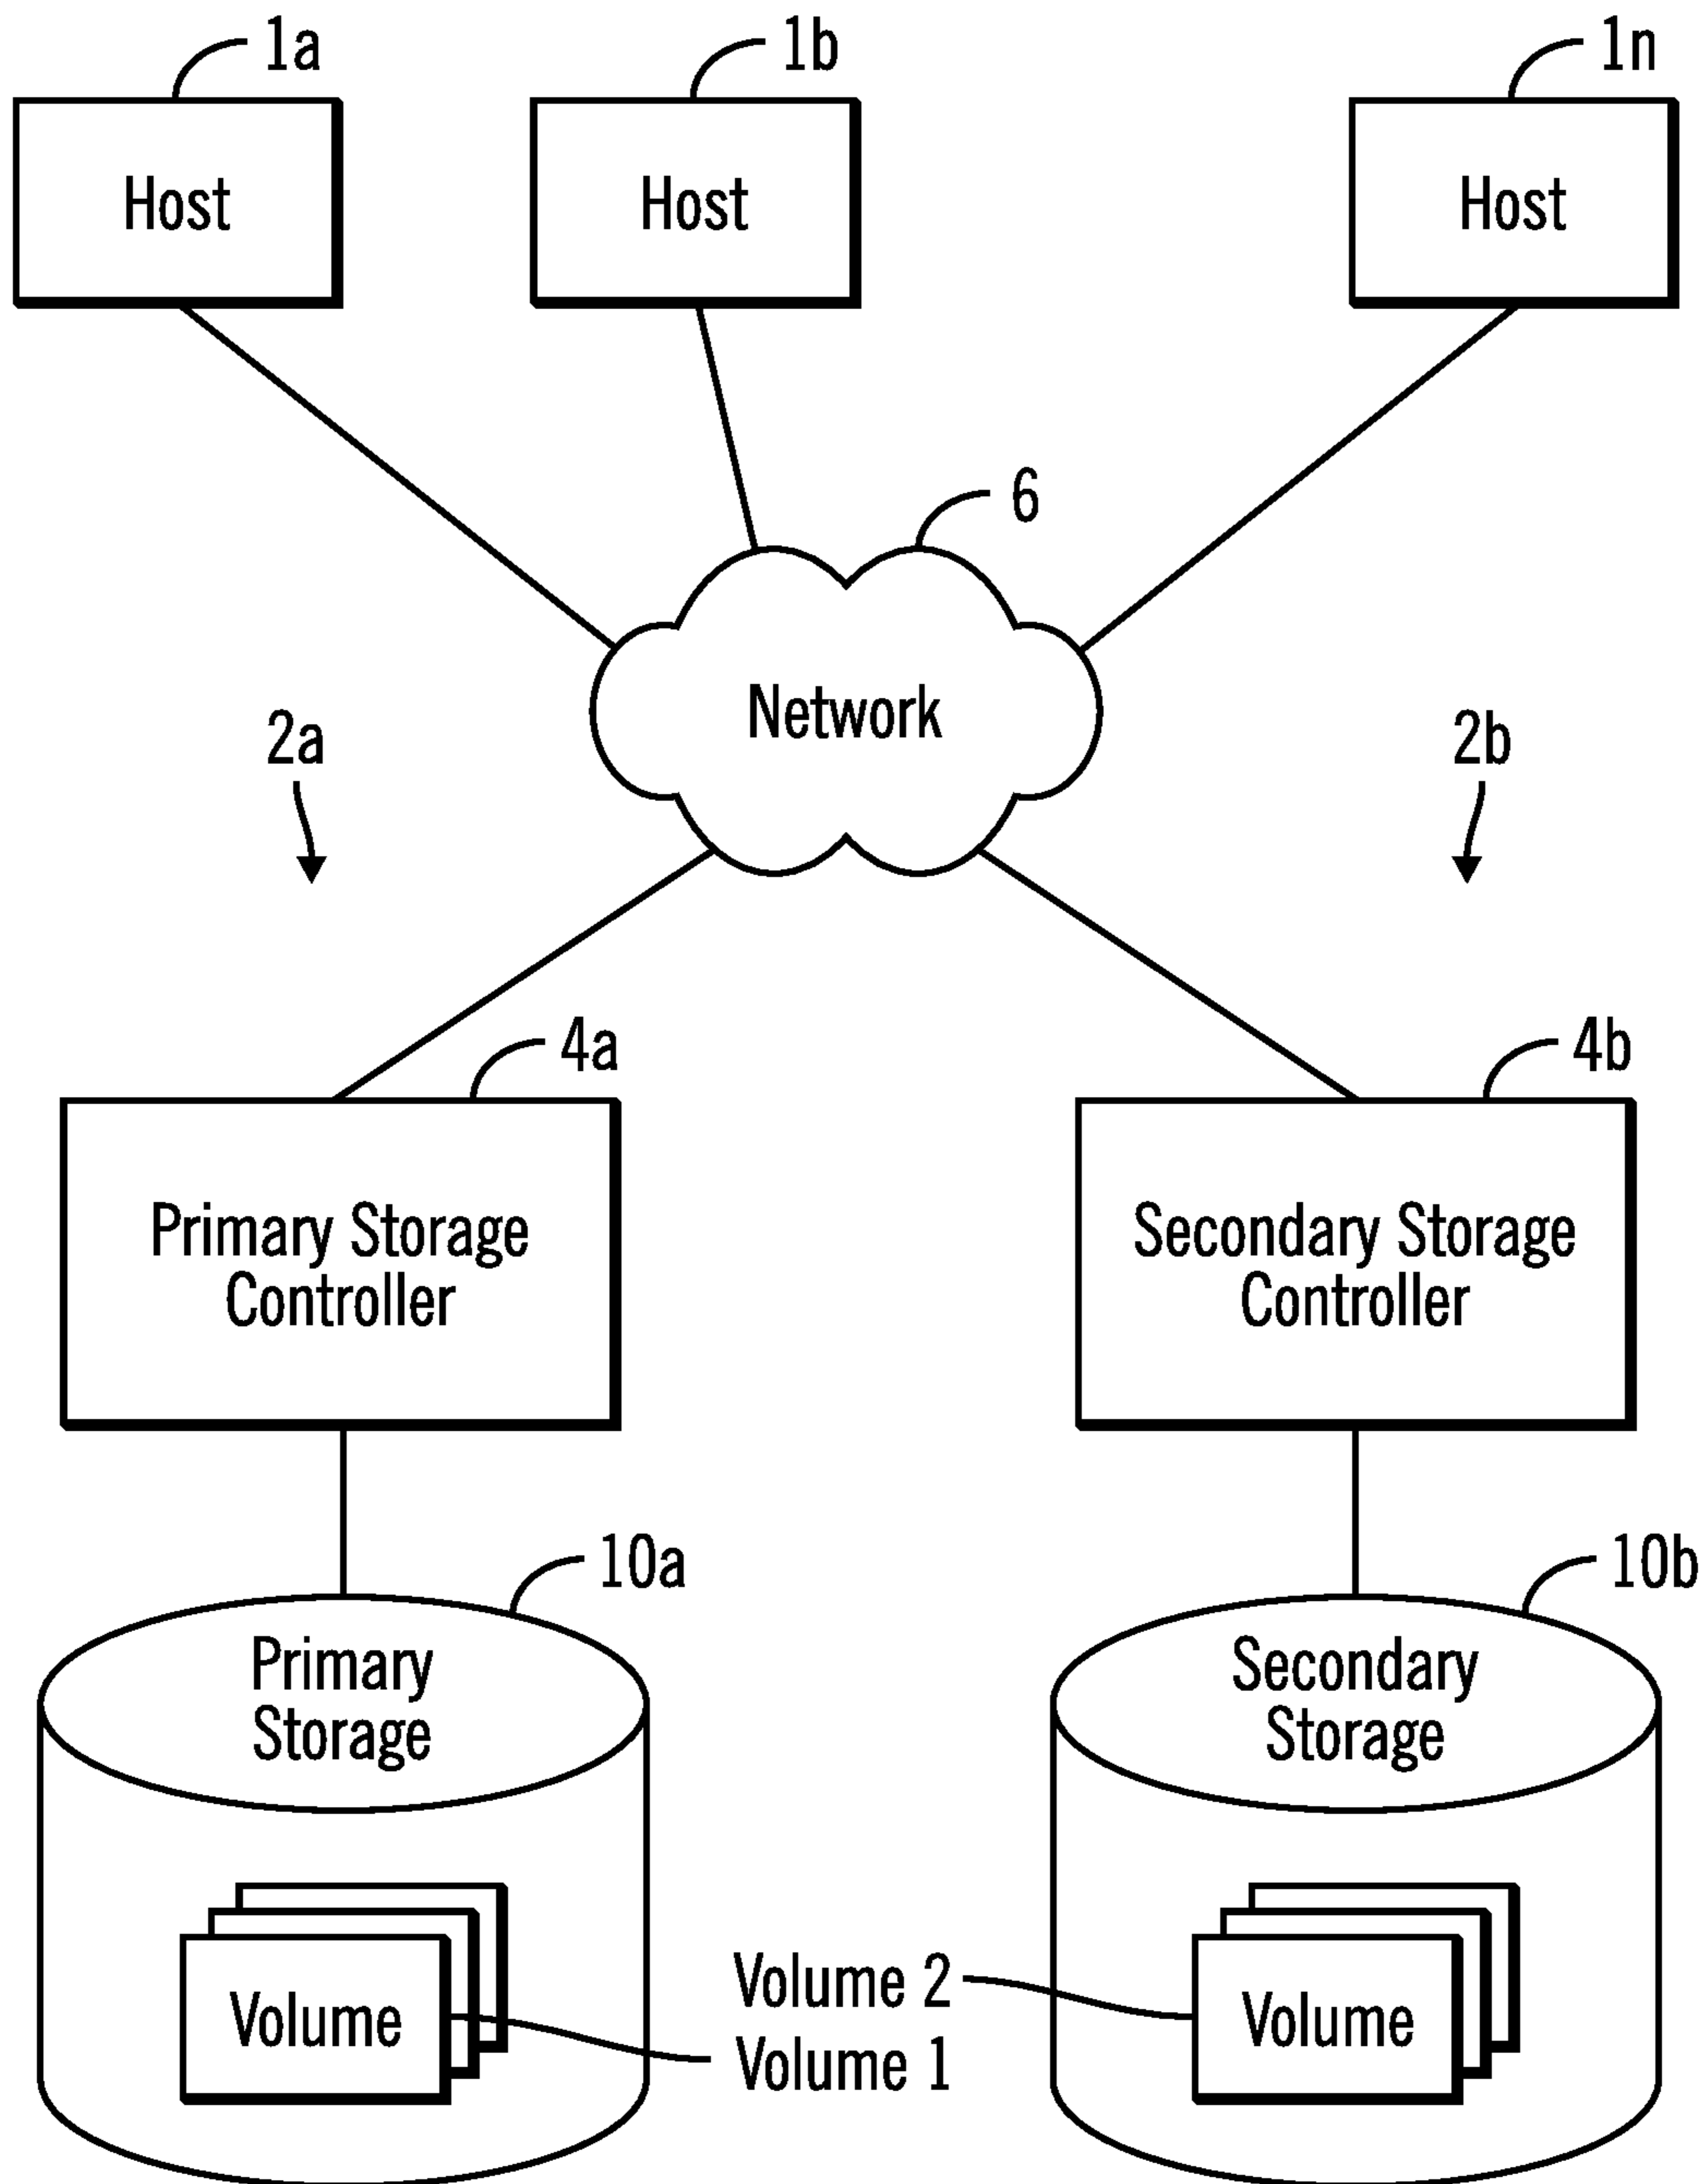 1a
1b
1n
Host
Host
Host
6
Network
2a
2b
4a
4b
Primary Storage
Controller
Secondary Storage
Controller
10a
10b
Primary
Storage
Secondary
Storage
Volume
Volume 2
Volume 1
Volume